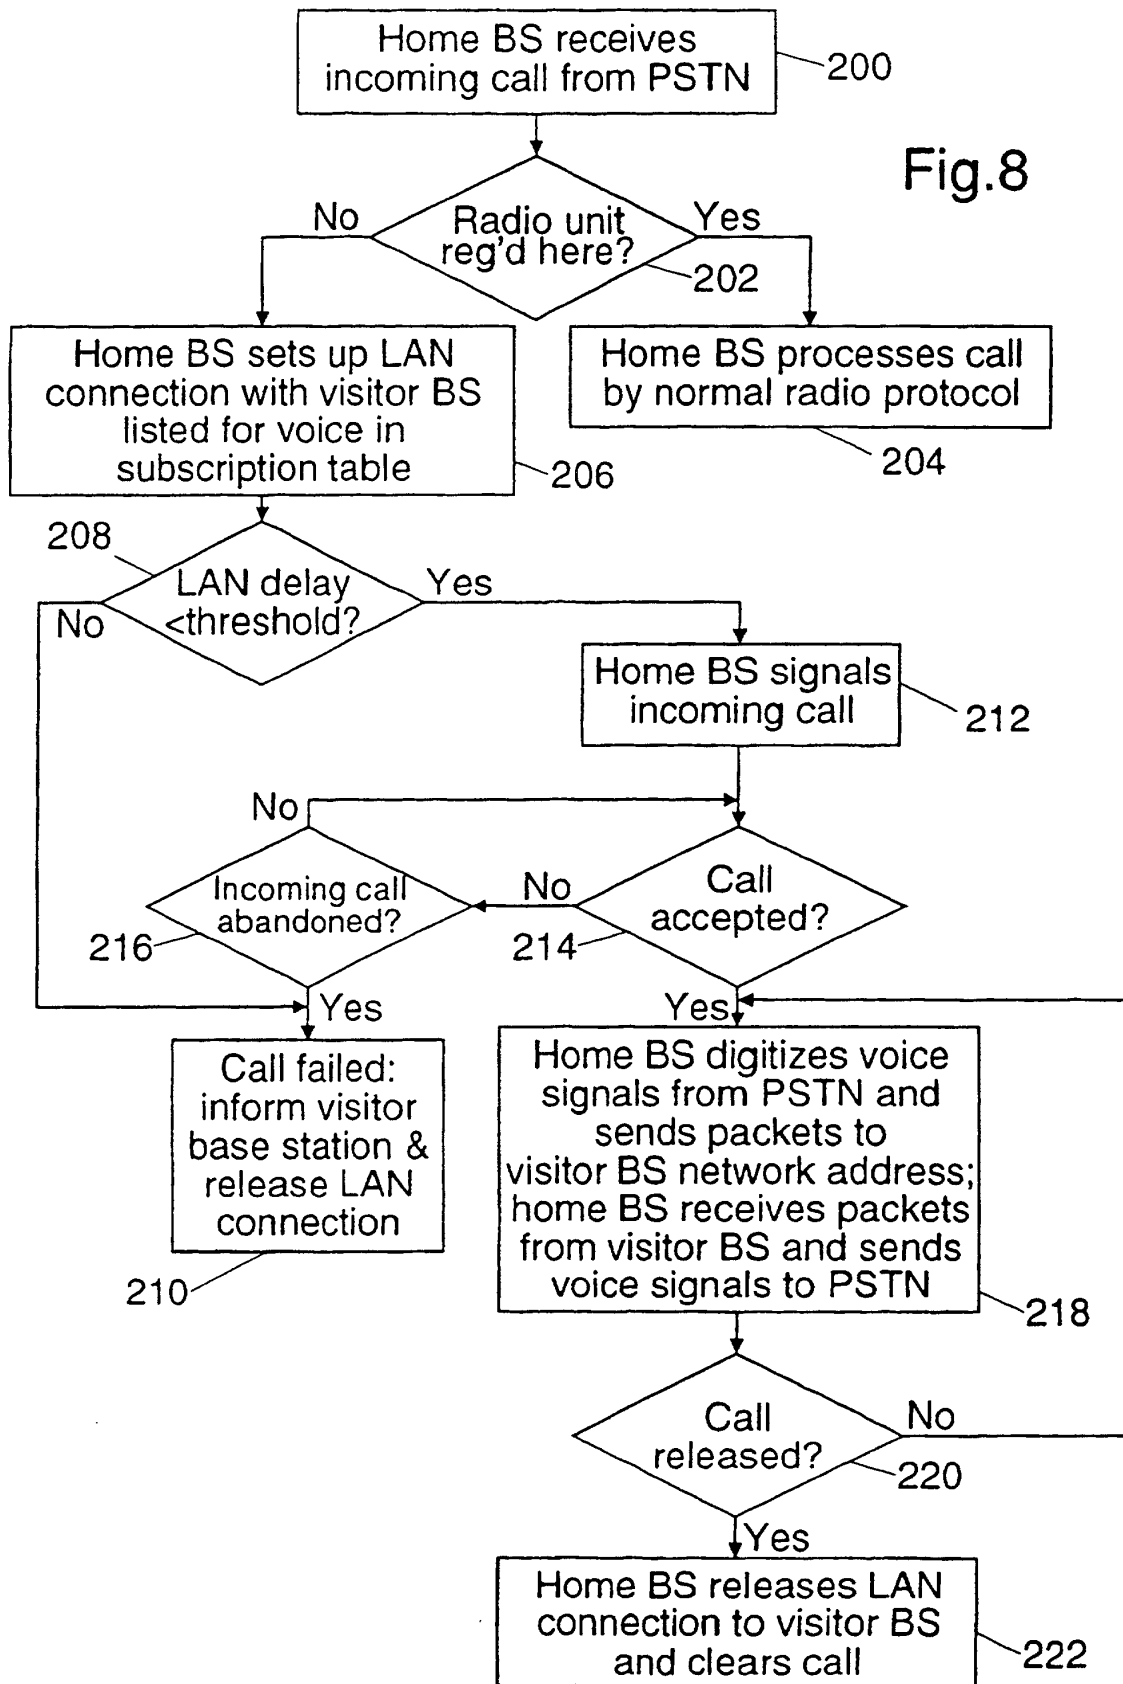 Home BS receives
incoming call from PSTN
200
Fig.8
No
Radio unit
reg'd here?
Yes
202
Home BS sets up LAN
connection with visitor BS
listed for voice in
subscription table
206
Home BS processes call
by normal radio protocol
204
208
LAN delay
<threshold?
Yes
No
Home BS signals
incoming call
212
No
Incoming call
abandoned?
216
No
Call
accepted?
214
Yes
Yes
Call failed:
inform visitor
base station &
release LAN
connection
210
Home BS digitizes voice
signals from PSTN and
sends packets to
visitor BS network address;
home BS receives packets
from visitor BS and sends
voice signals to PSTN
218
Call
released?
No
220
Yes
Home BS releases LAN
connection to visitor BS
and clears call
222